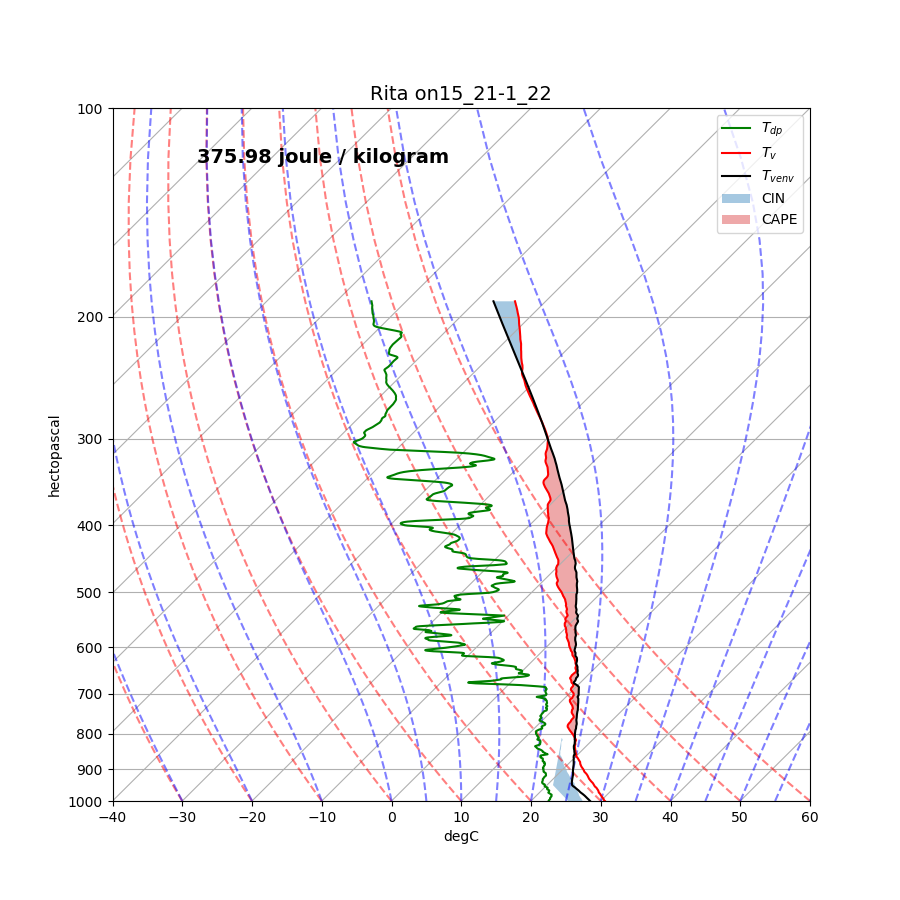 Rita on15_21-1_22
375.98 joule / kilogram
T_dp
T_v
T_venv
CIN
CAPE
hectopascal
100
200
300
400
500
600
700
800
900
1000
−40 −30 −20 −10 0 10 20 30 40 50 60
degC